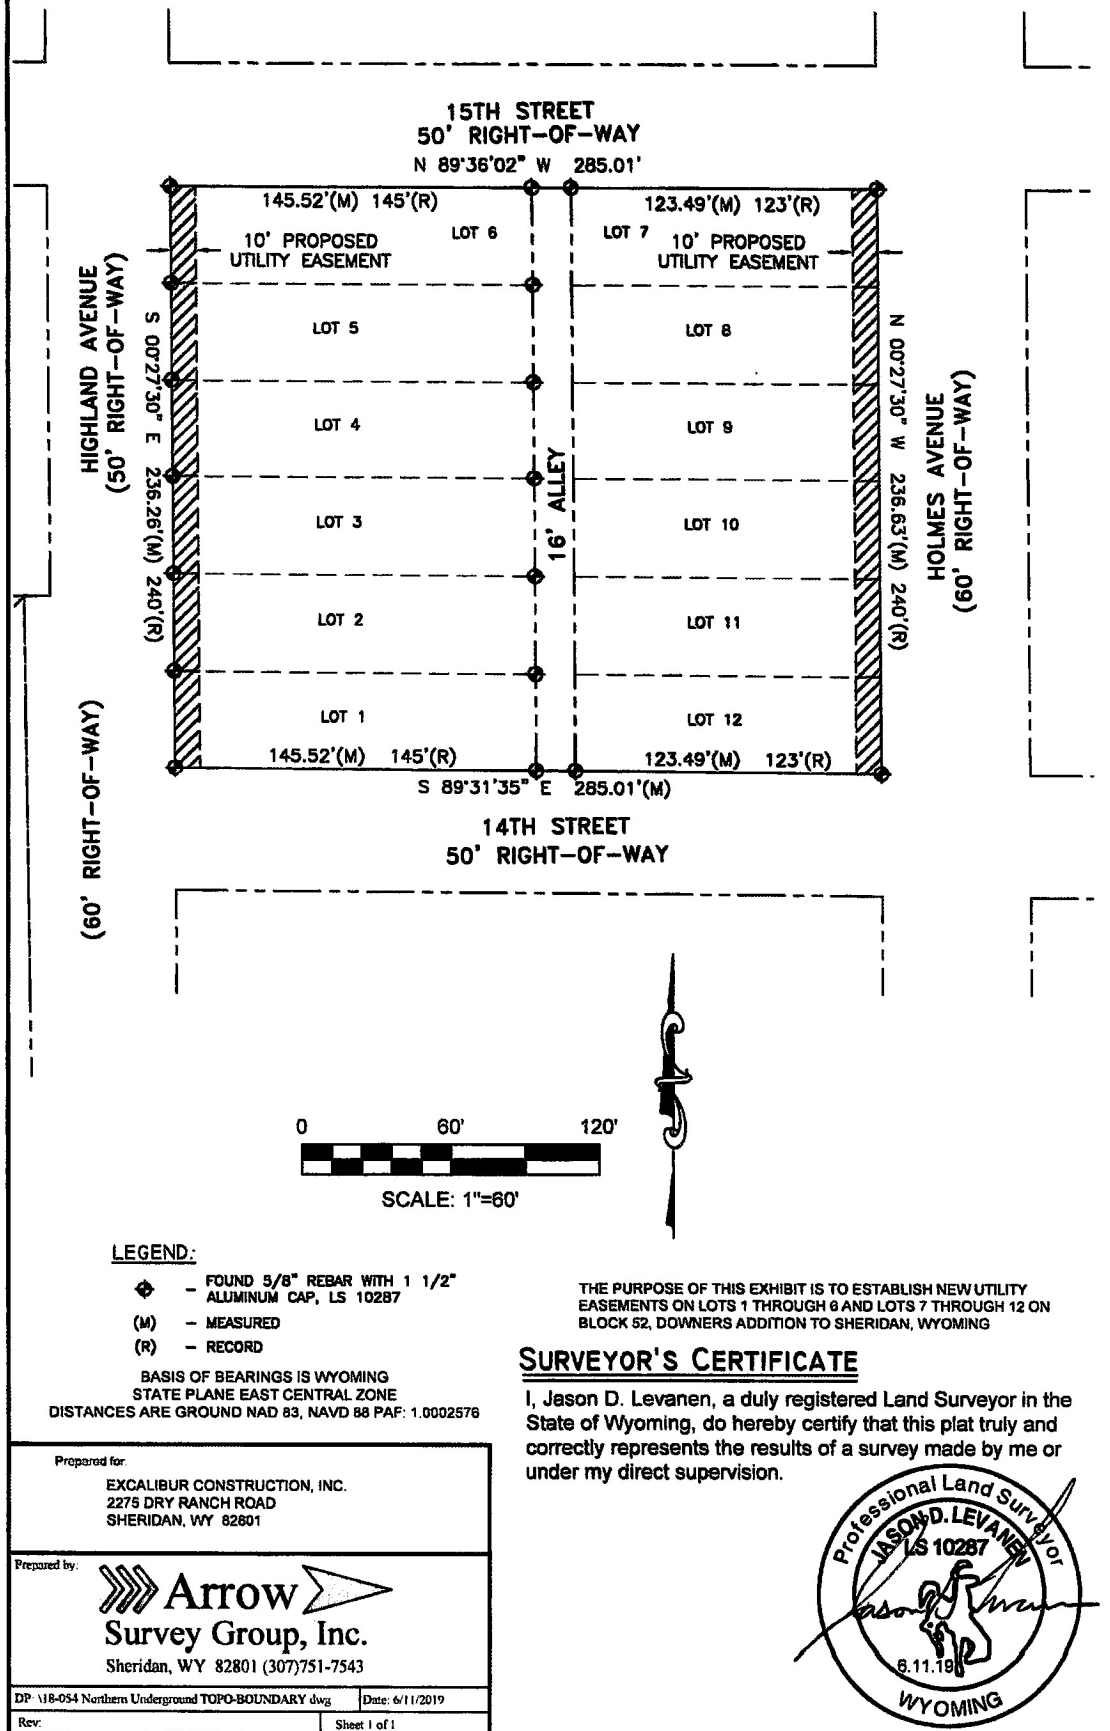 15TH STREET
50' RIGHT-OF-WAY
N 89°36'02" W 285.01'
145.52'(M) 145'(R)
123.49'(M) 123'(R)
LOT 6
LOT 7
10' PROPOSED
UTILITY EASEMENT
10' PROPOSED
UTILITY EASEMENT
HIGHLAND AVENUE
(50' RIGHT-OF-WAY)
S 00°27'30" E 236.26'(M) 240'(R)
LOT 5
LOT 8
N 00°27'30" W 236.63'(M) 240'(R)
HOLMES AVENUE
(60' RIGHT-OF-WAY)
LOT 4
LOT 9
16' ALLEY
LOT 3
LOT 10
LOT 2
LOT 11
LOT 1
LOT 12
145.52'(M) 145'(R)
123.49'(M) 123'(R)
S 89°31'35" E 285.01'(M)
(60' RIGHT-OF-WAY)
14TH STREET
50' RIGHT-OF-WAY
0 60' 120'
SCALE: 1"=60'
LEGEND:
- FOUND 5/8" REBAR WITH 1 1/2"
ALUMINUM CAP, LS 10287
(M) - MEASURED
(R) - RECORD
BASIS OF BEARINGS IS WYOMING
STATE PLANE EAST CENTRAL ZONE
DISTANCES ARE GROUND NAD 83, NAVD 88 PAF: 1.0002576
THE PURPOSE OF THIS EXHIBIT IS TO ESTABLISH NEW UTILITY
EASEMENTS ON LOTS 1 THROUGH 6 AND LOTS 7 THROUGH 12 ON
BLOCK 52, DOWNERS ADDITION TO SHERIDAN, WYOMING
SURVEYOR'S CERTIFICATE
I, Jason D. Levanen, a duly registered Land Surveyor in the
State of Wyoming, do hereby certify that this plat truly and
correctly represents the results of a survey made by me or
under my direct supervision.
Professional Land Surveyor
JASON D. LEVANEN
LS 10287
Jason
6.11.19
WYOMING
Prepared for:
EXCALIBUR CONSTRUCTION, INC.
2275 DRY RANCH ROAD
SHERIDAN, WY 82801
Prepared by:
Arrow
Survey Group, Inc.
Sheridan, WY 82801 (307)751-7543
DP \18-054 Northern Underground TOPO-BOUNDARY dwg
Date: 6/11/2019
Rev:
Sheet 1 of 1